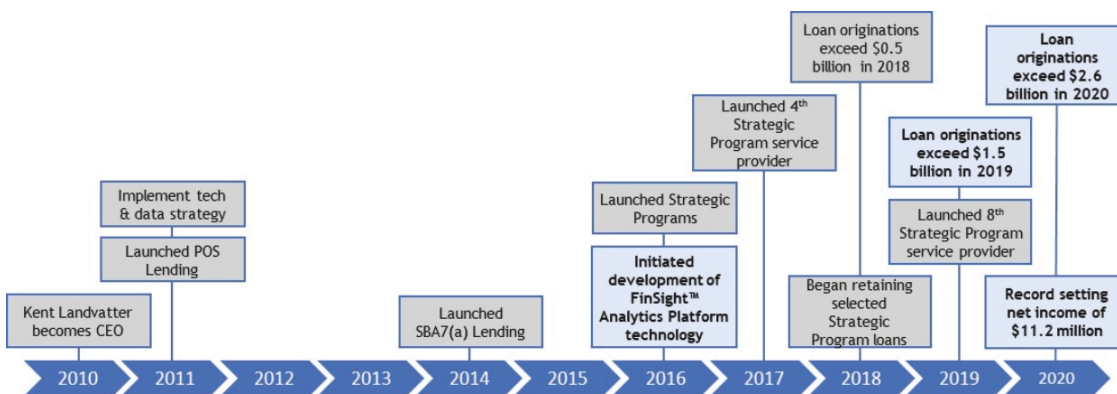 Kent Landvatter
becomes CEO
Implement tech
& data strategy
Launched POS
Lending
Launched
SBA7(a) Lending
Launched Strategic
Programs
Initiated
development of
FinSight™
Analytics Platform
technology
Launched 4th
Strategic
Program service
provider
Loan originations
exceed $0.5
billion in 2018
Began retaining
selected
Strategic
Program loans
Loan originations
exceed $1.5
billion in 2019
Launched 8th
Strategic Program
service provider
Loan
originations
exceed $2.6
billion in 2020
Record setting
net income of
$11.2 million
2010
2011
2012
2013
2014
2015
2016
2017
2018
2019
2020